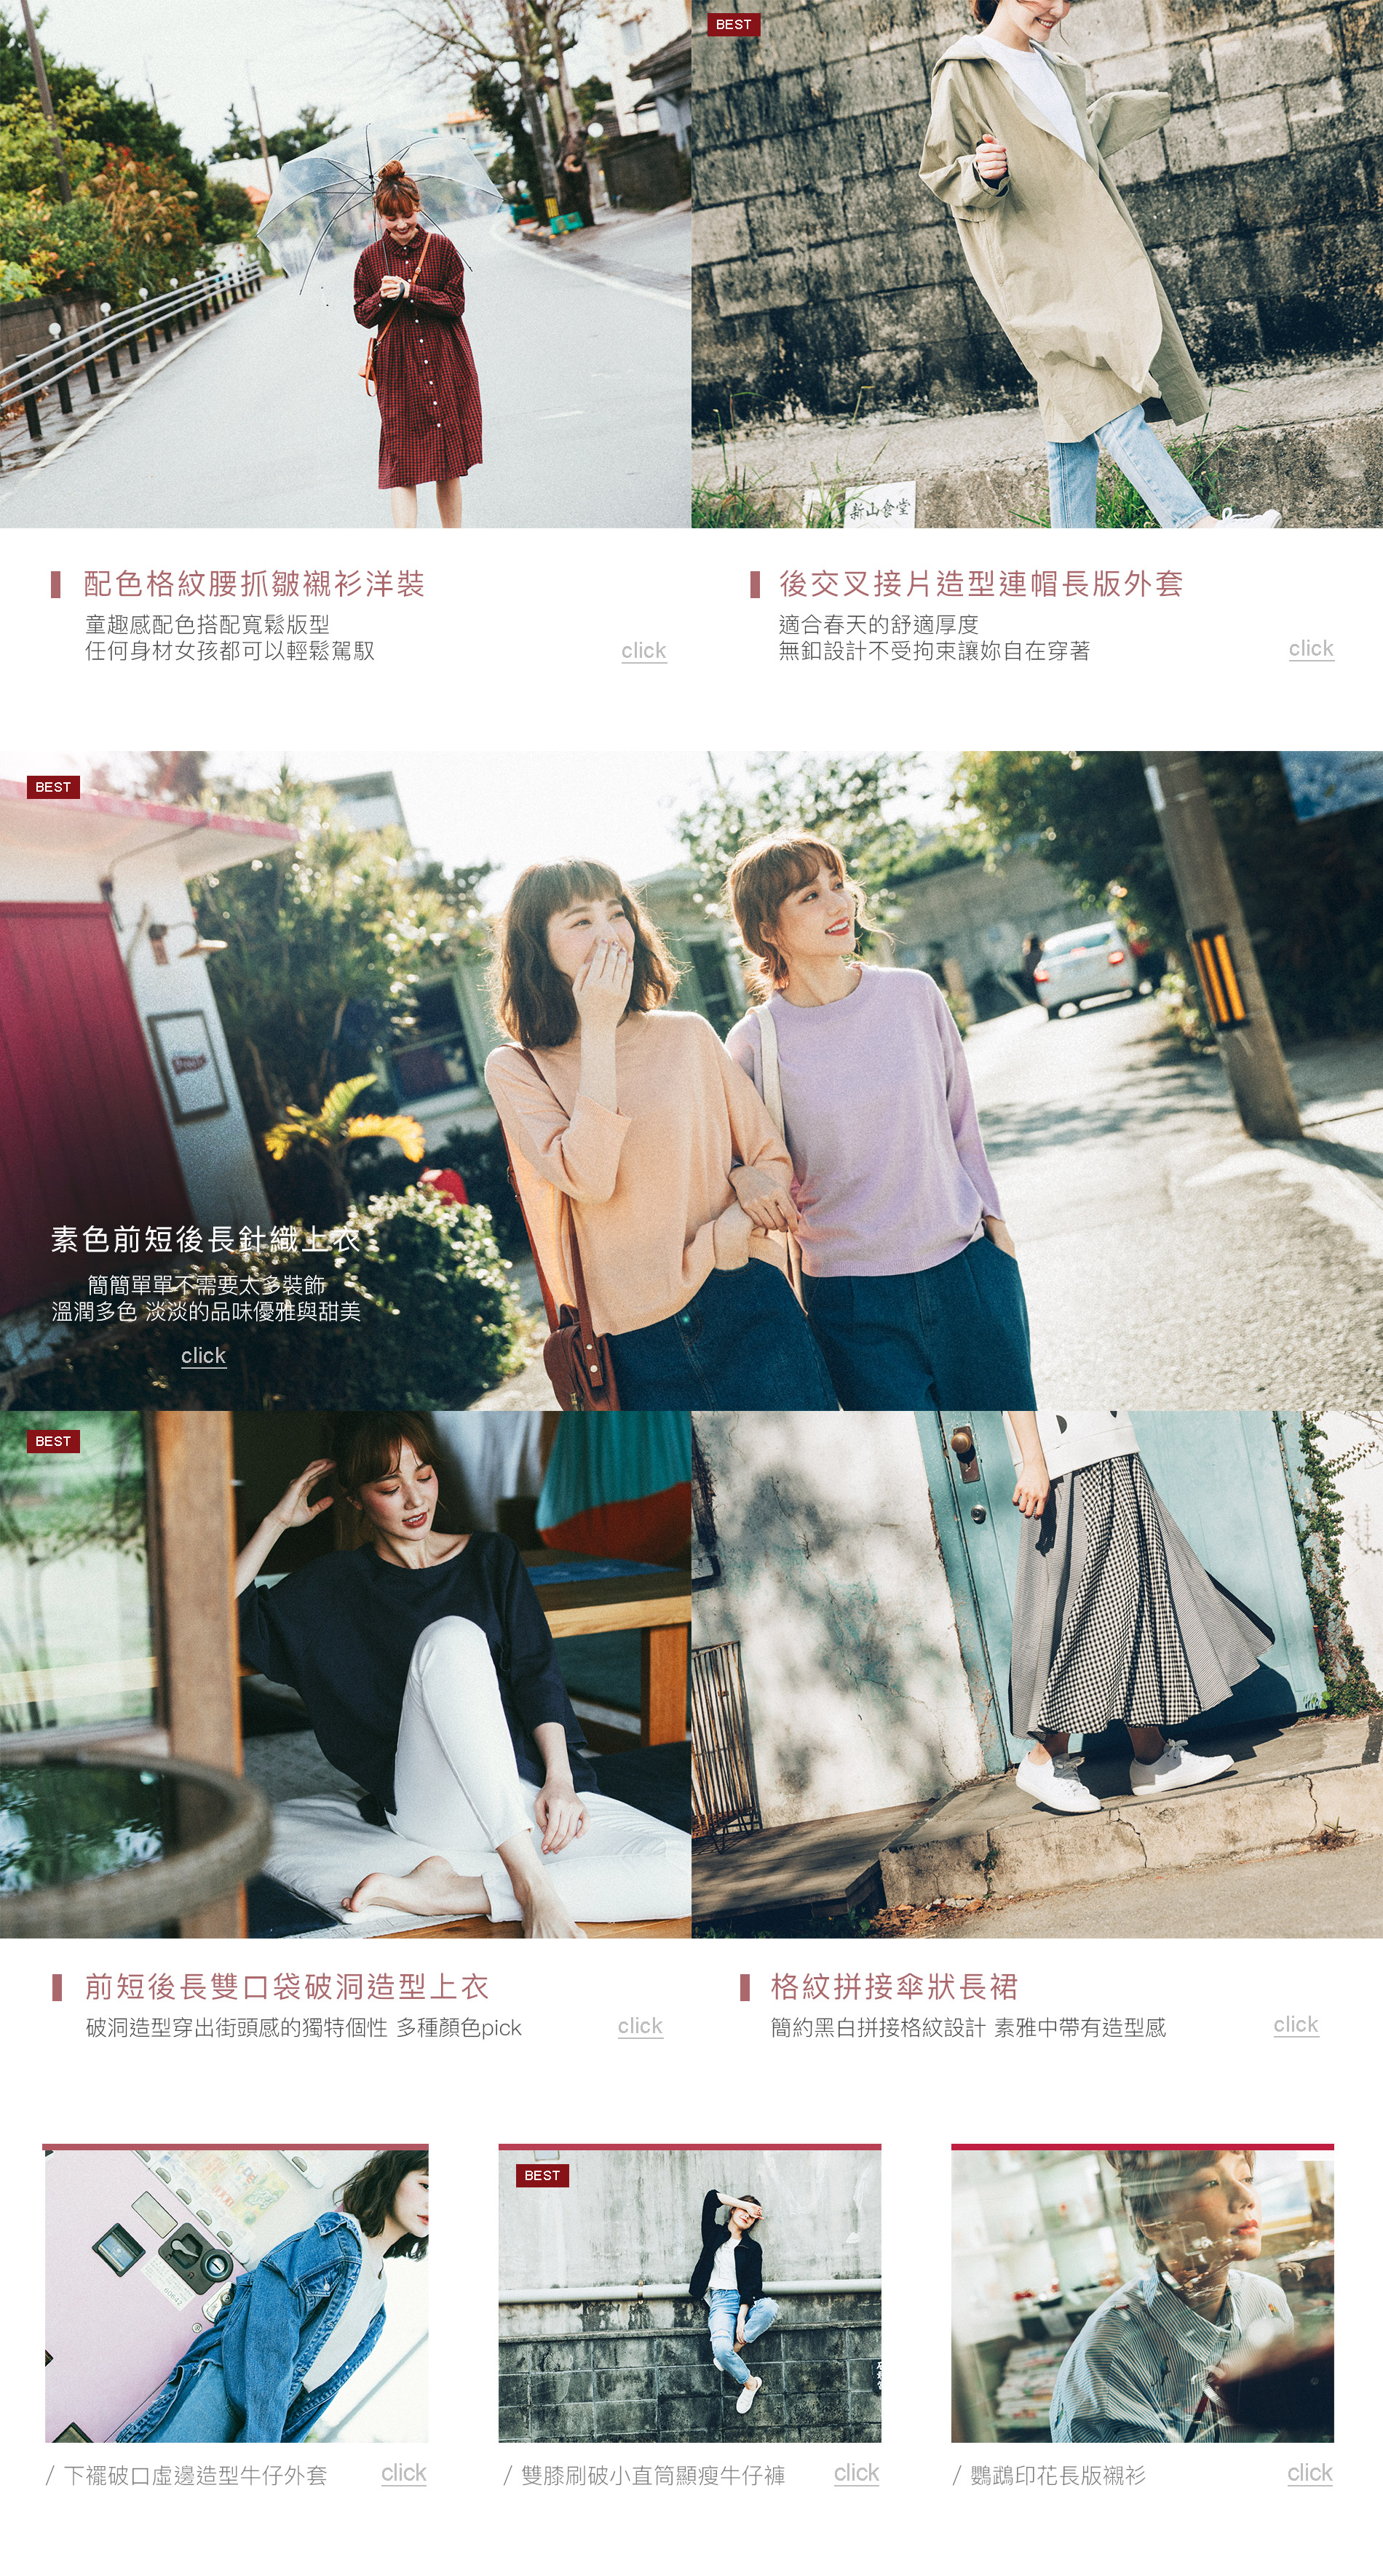 BEST
新山食堂
配色格紋腰抓皺襯衫洋裝
童趣感配色搭配寬鬆版型
任何身材女孩都可以輕鬆駕馭
click
後交叉接片造型連帽長版外套
適合春天的舒適厚度
無釦設計不受拘束讓妳自在穿著
click
BEST
素色前短後長針織上衣
簡簡單單不需要太多裝飾
溫潤多色 淡淡的品味優雅與甜美
click
BEST
前短後長雙口袋破洞造型上衣
破洞造型穿出街頭感的獨特個性 多種顏色pick
click
格紋拼接傘狀長裙
簡約黑白拼接格紋設計 素雅中帶有造型感
click
BEST
/ 下襬破口虛邊造型牛仔外套
click
/ 雙膝刷破小直筒顯瘦牛仔褲
click
/ 鸚鵡印花長版襯衫
click